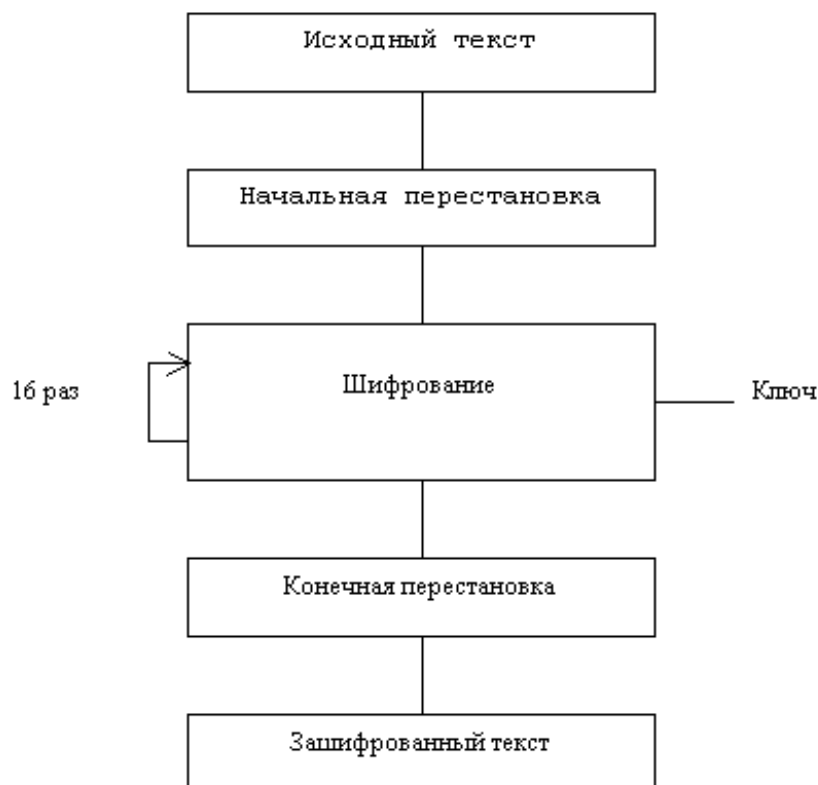 Исходный текст
Начальная перестановка
16 раз
Шифрование
Ключ
Конечная перестановка
Зашифрованный текст